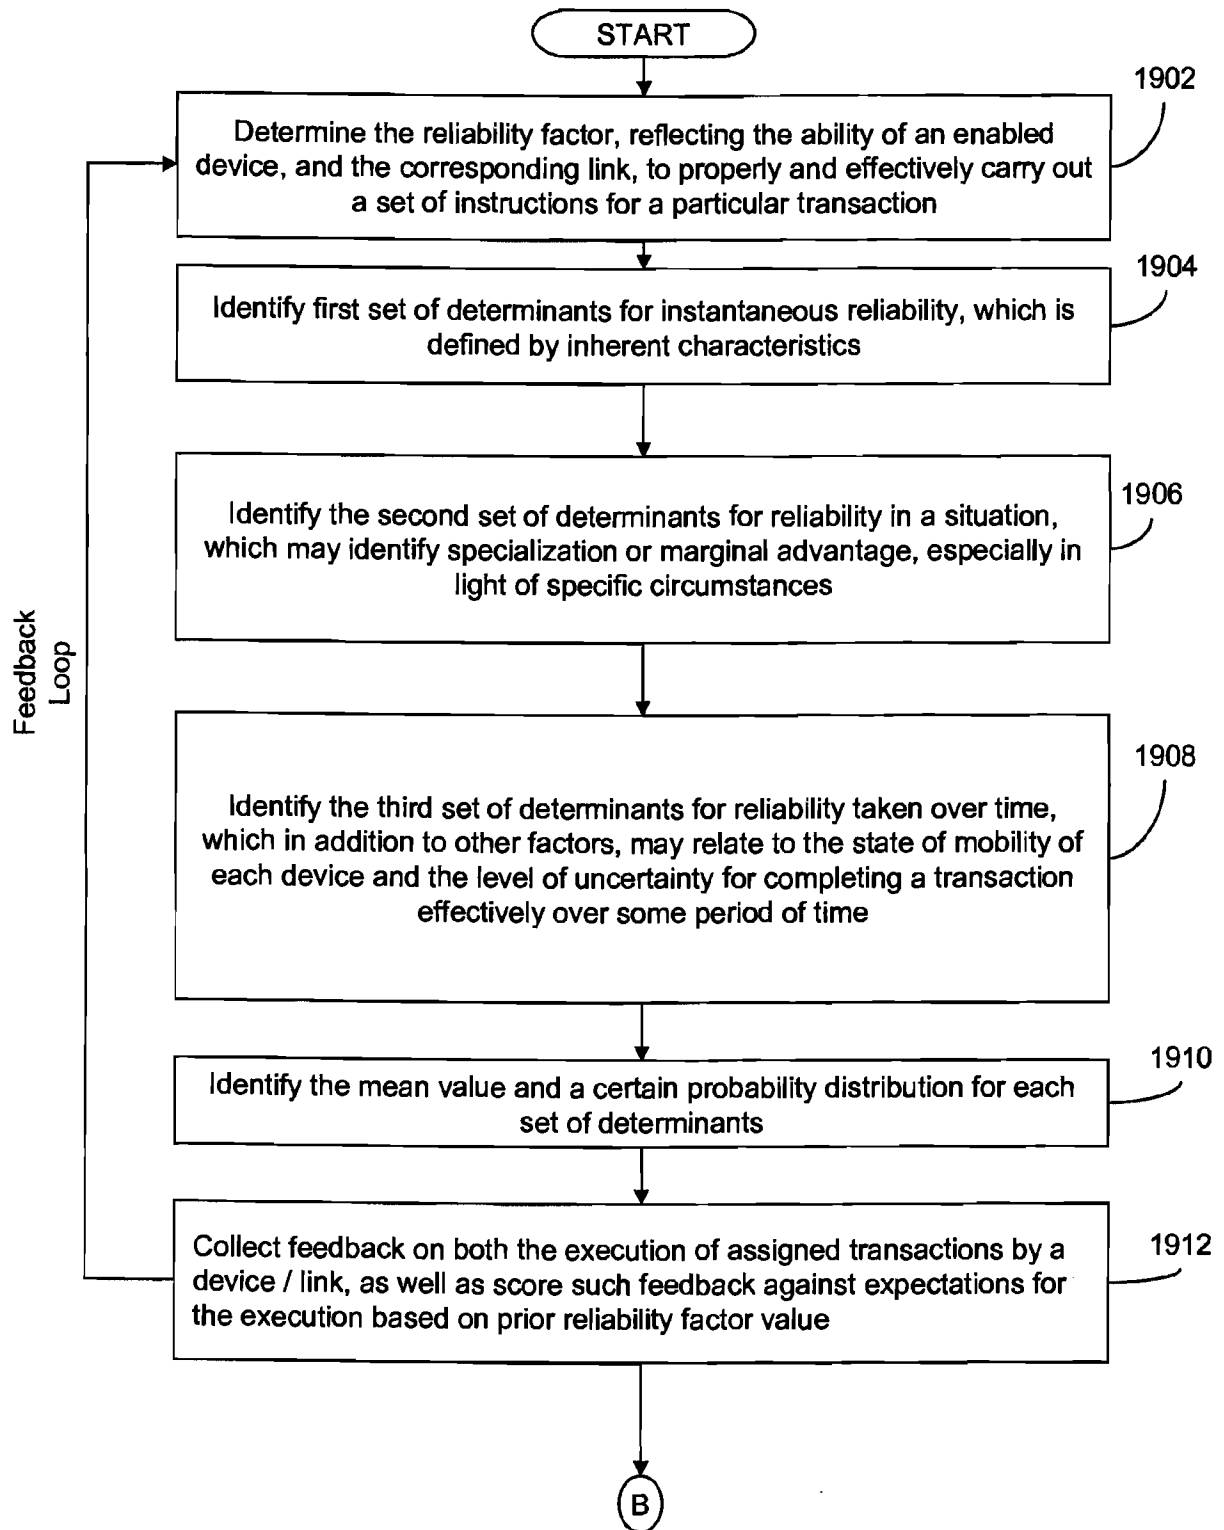 START
1902
Determine the reliability factor, reflecting the ability of an enabled
device, and the corresponding link, to properly and effectively carry out
a set of instructions for a particular transaction
1904
Identify first set of determinants for instantaneous reliability, which is
defined by inherent characteristics
1906
Identify the second set of determinants for reliability in a situation,
which may identify specialization or marginal advantage, especially in
light of specific circumstances
Feedback
Loop
1908
Identify the third set of determinants for reliability taken over time,
which in addition to other factors, may relate to the state of mobility of
each device and the level of uncertainty for completing a transaction
effectively over some period of time
1910
Identify the mean value and a certain probability distribution for each
set of determinants
1912
Collect feedback on both the execution of assigned transactions by a
device / link, as well as score such feedback against expectations for
the execution based on prior reliability factor value
B